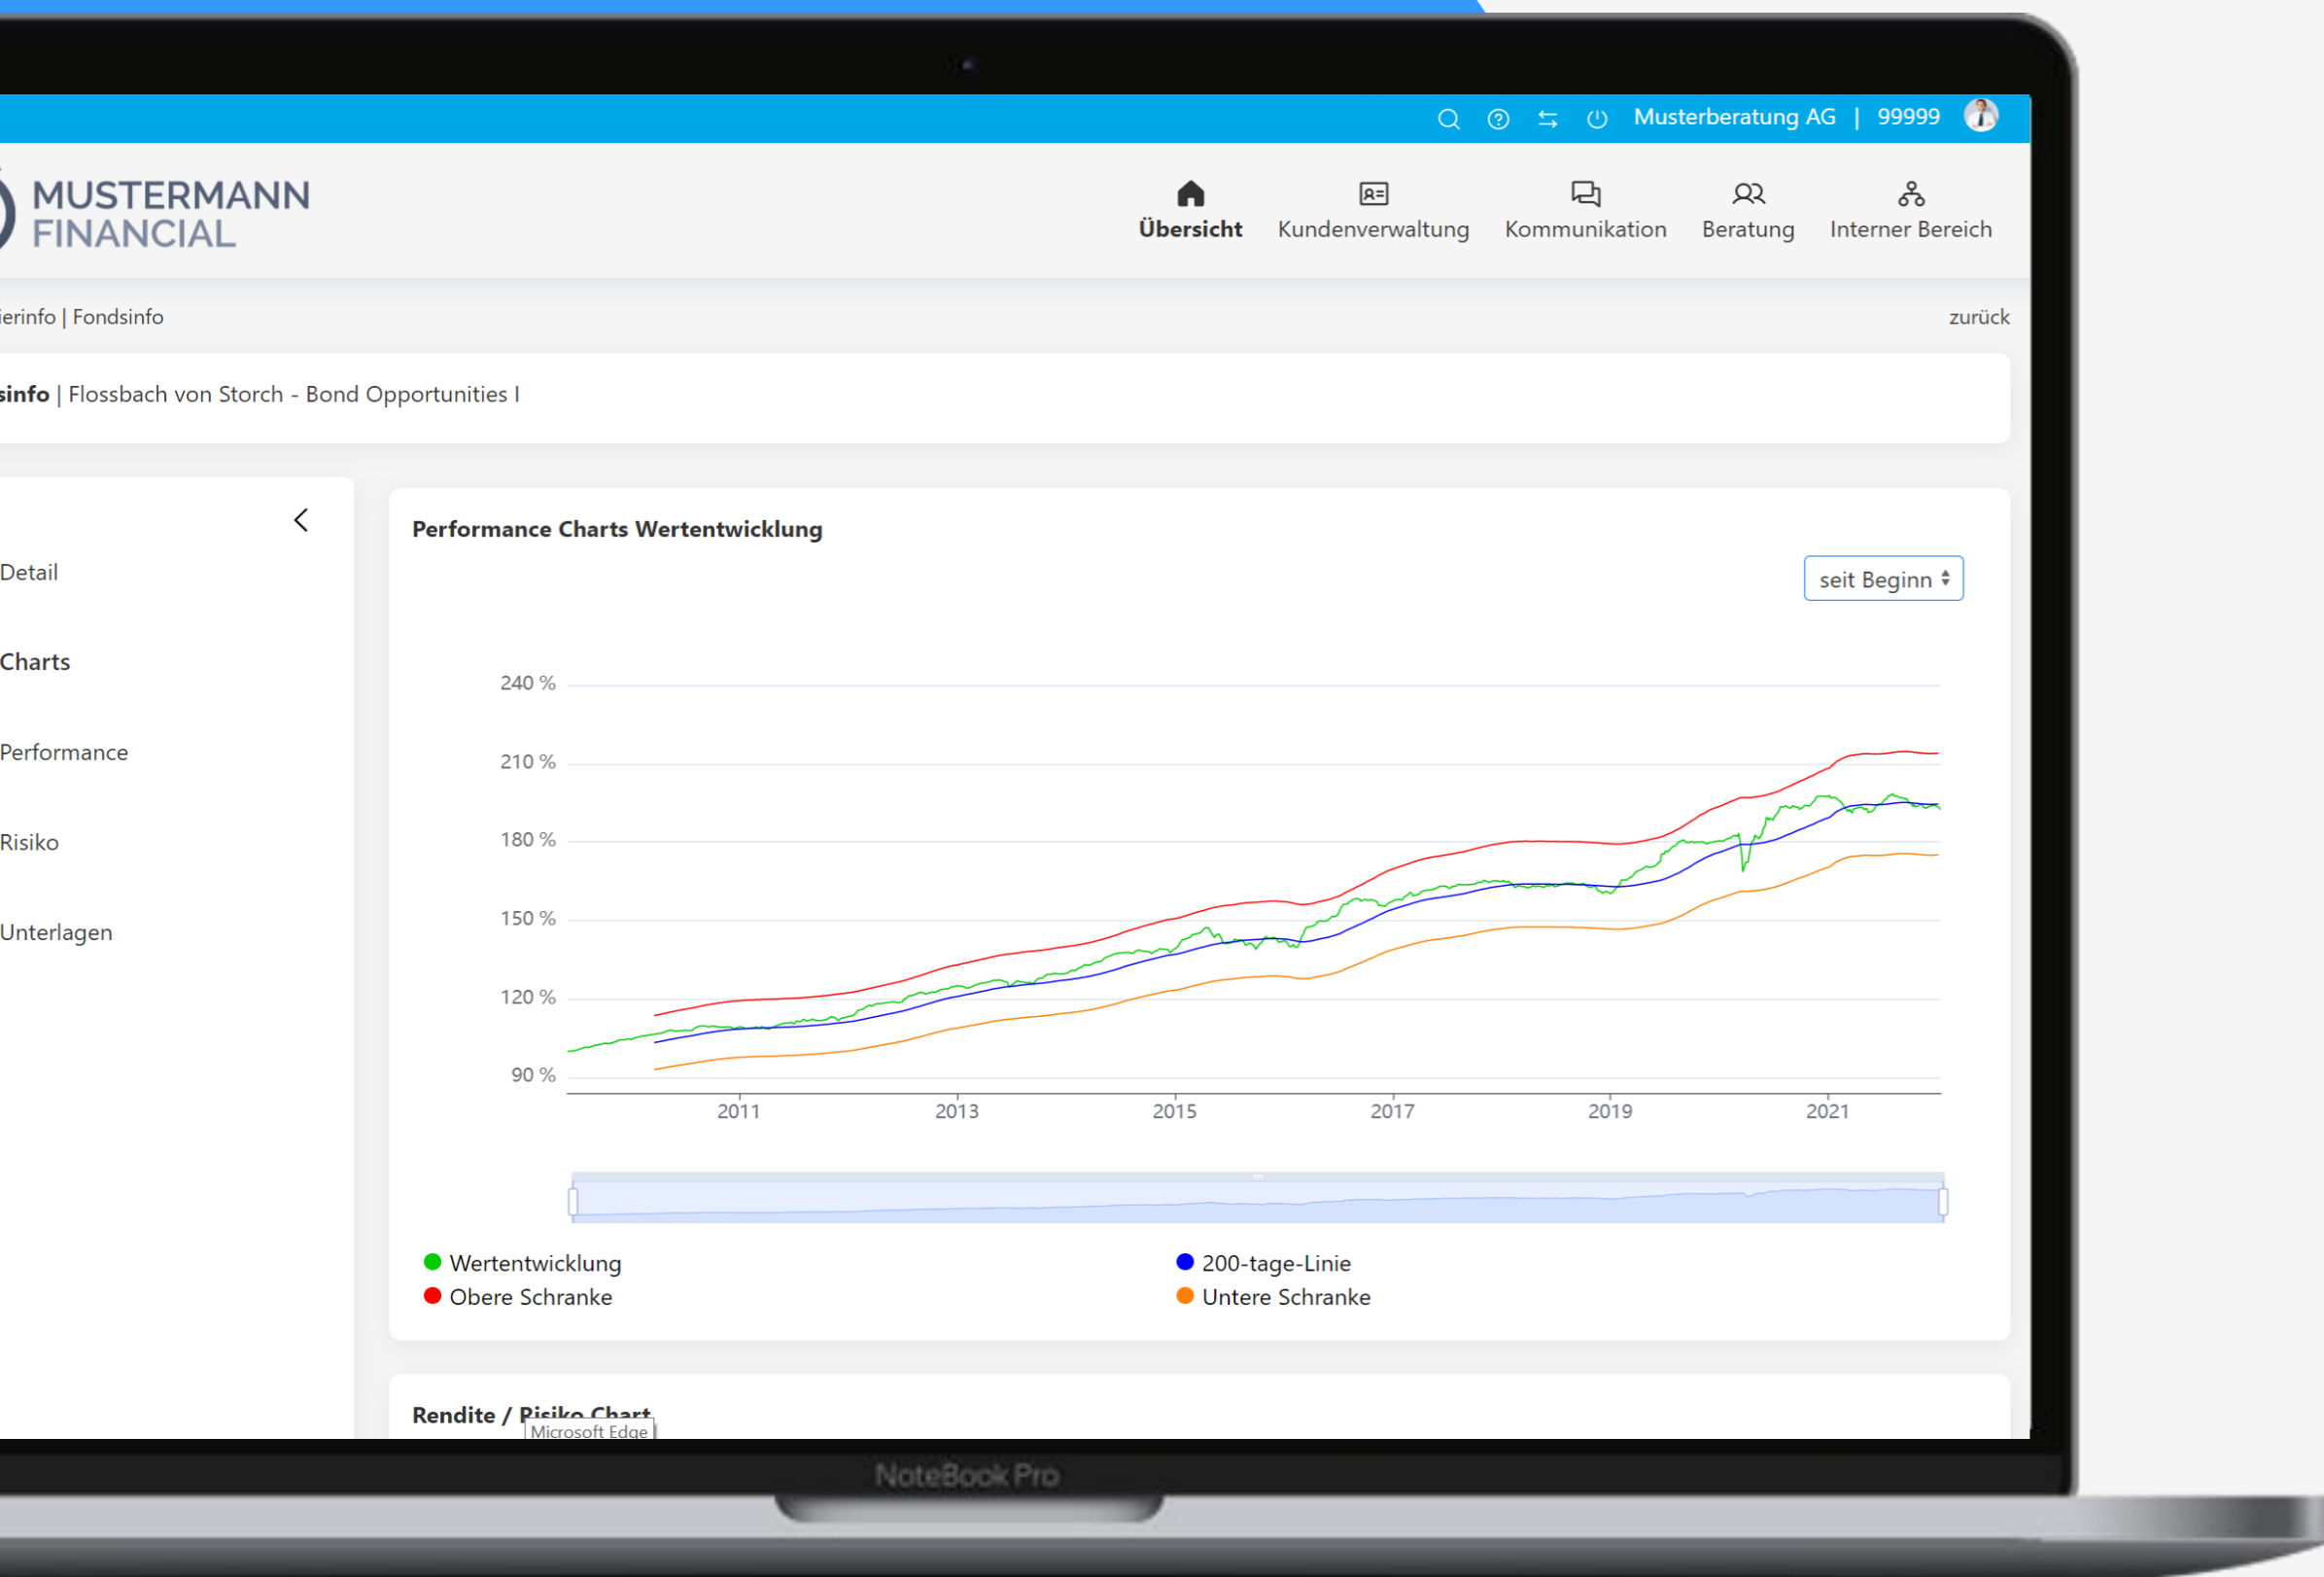 Musterberatung AG | 99999
MUSTERMANN
FINANCIAL
Übersicht Kundenverwaltung Kommunikation Beratung Interner Bereich
ierinfo | Fondsinfo
zurück
sinfo | Flossbach von Storch - Bond Opportunities I
Detail
Charts
Performance
Risiko
Unterlagen
Performance Charts Wertentwicklung
seit Beginn
240 %
210 %
180 %
150 %
120 %
90 %
2011 2013 2015 2017 2019 2021
Wertentwicklung
200-tage-Linie
Obere Schranke
Untere Schranke
Rendite / Risiko Chart
Microsoft Edge
NoteBook Pro